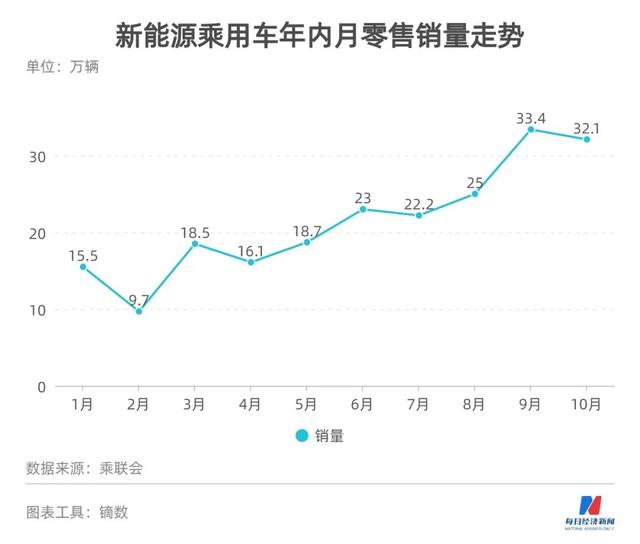 新能源乘用车年内月零售销量走势
单位：万辆
33.4
32.1
30
25
23
22.2
20
18.5
18.7
16.1
15.5
10
9.7
0
1月 2月 3月 4月 5月 6月 7月 8月 9月 10月
销量
数据来源：乘联会
图表工具：镝数
每日经济新闻
NATIONAL BUSINESS DAILY